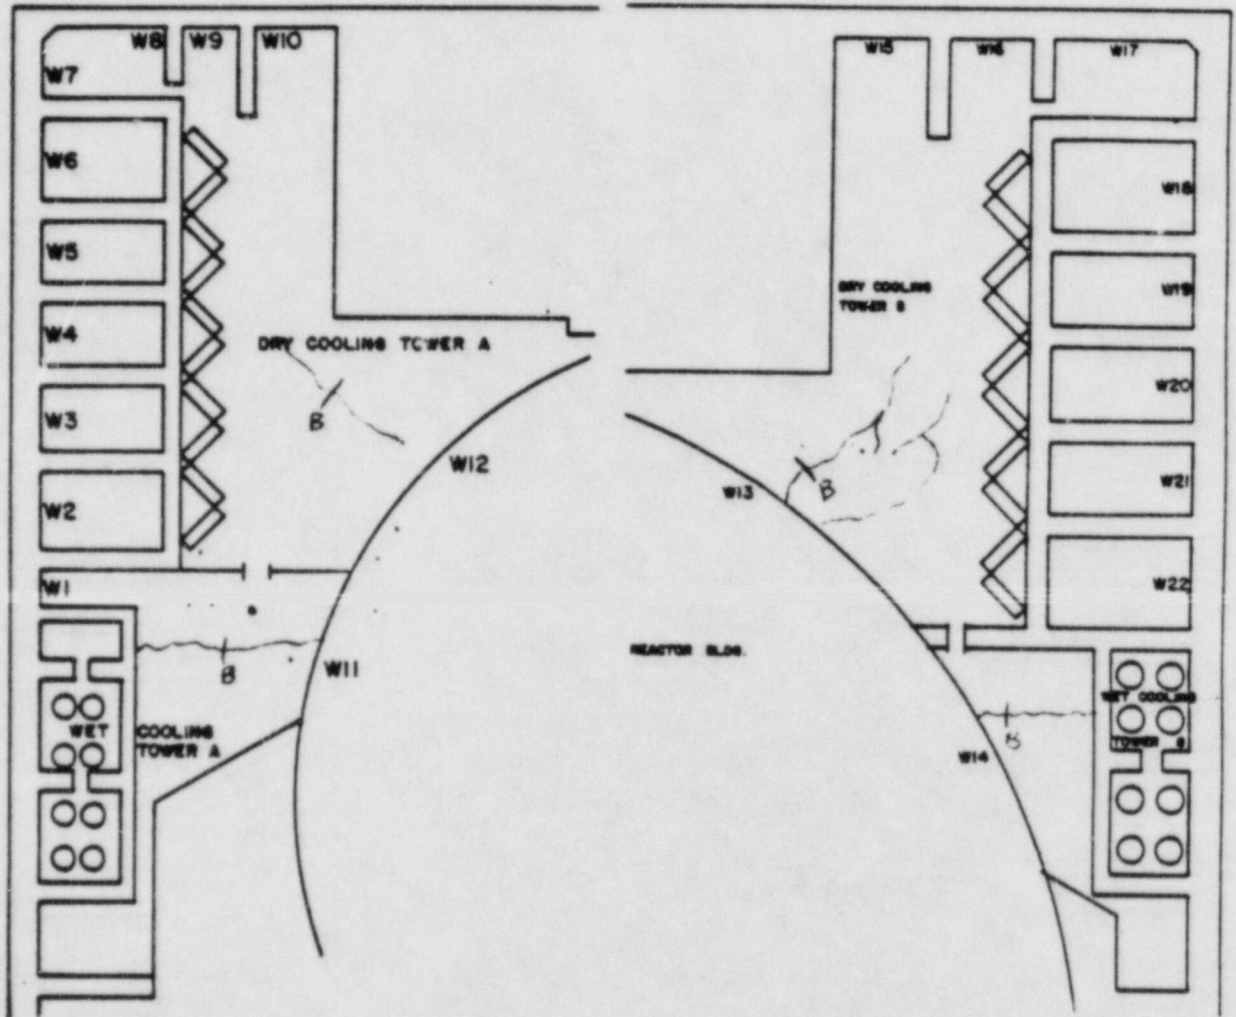 W8 W9 W10
W7
W6
W5
W4
W3
W2
W1
DRY COOLING TOWER A
B
W12
W11
B
WET COOLING
TOWER A
W15 W16 W17
W18
W19
W20
W21
W22
DRY COOLING
TOWER B
B
W13
REACTOR BLDG.
W14
B
WET COOLING
TOWER B